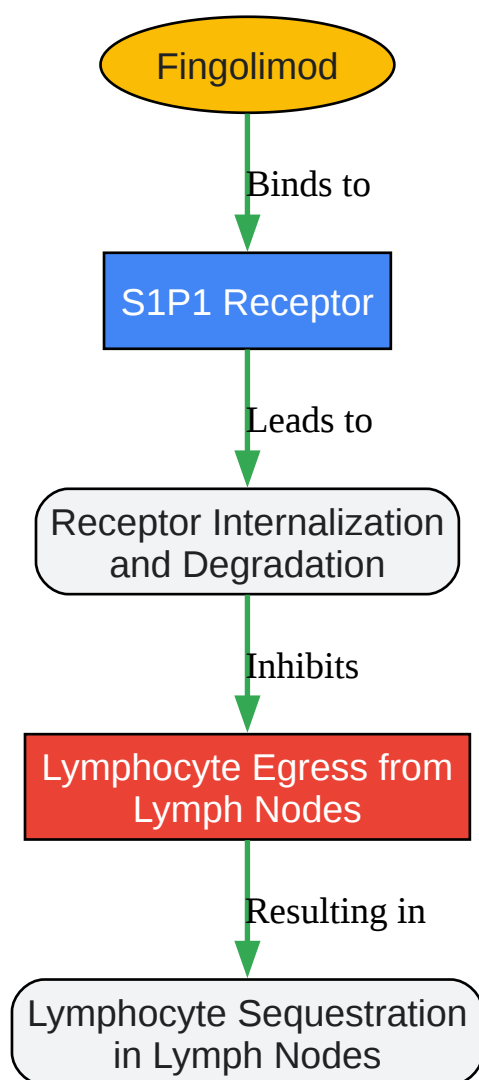 Fingolimod
Binds to
S1P1 Receptor
Leads to
Receptor Internalization
and Degradation
Inhibits
Lymphocyte Egress from
Lymph Nodes
Resulting in
Lymphocyte Sequestration
in Lymph Nodes